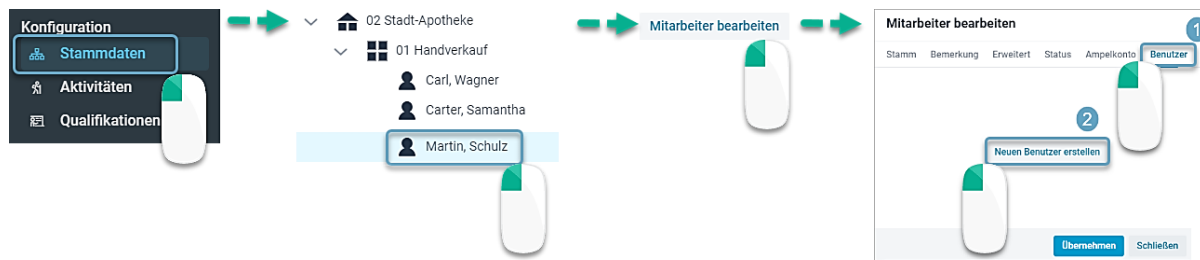 Konfiguration
Stammdaten
Aktivitäten
Qualifikationen
02 Stadt-Apotheke
01 Handverkauf
Carl, Wagner
Carter, Samantha
Martin, Schulz
Mitarbeiter bearbeiten
Mitarbeiter bearbeiten
1
Stamm Bemerkung Erweitert Status Ampelkonto Benutzer
2
Neuen Benutzer erstellen
Übernehmen Schließen